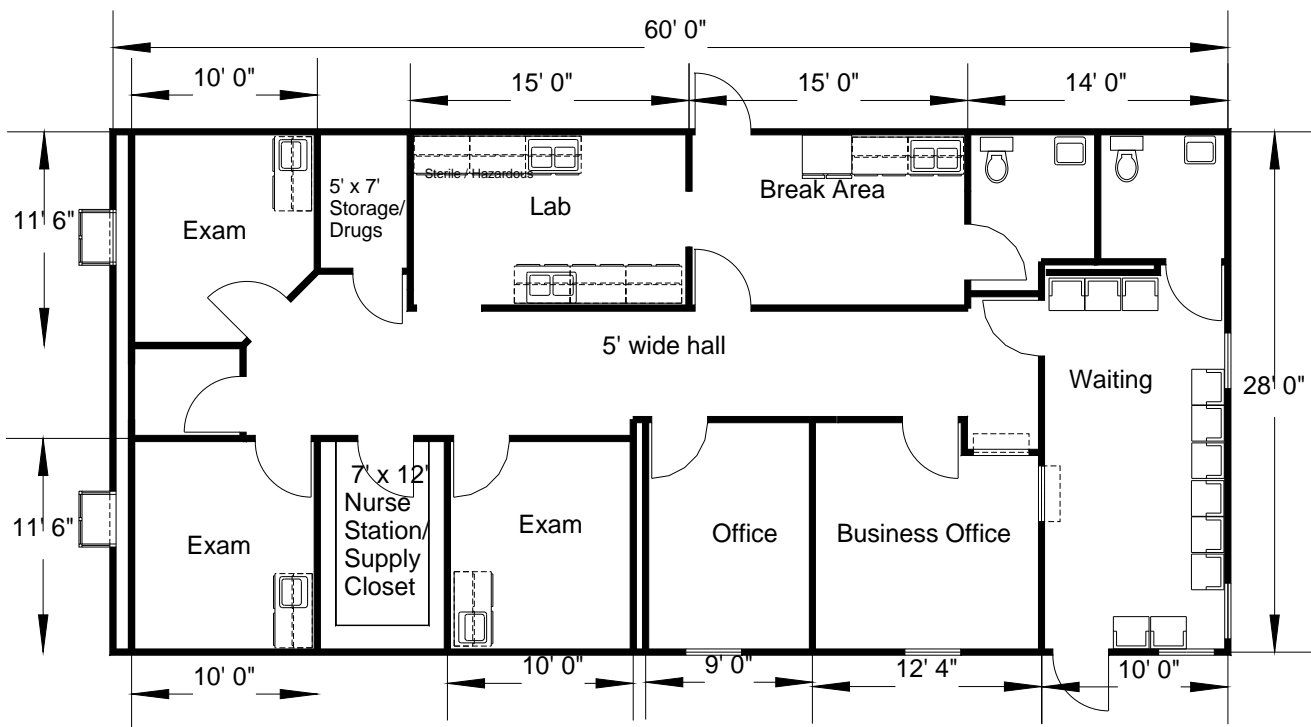 60' 0"
10' 0"
15' 0"
15' 0"
14' 0"
11' 6"
Exam
5' x 7'
Storage/
Drugs
Sterile / Hazardous
Lab
Break Area
5' wide hall
Waiting
28' 0"
11' 6"
Exam
7' x 12'
Nurse
Station/
Supply
Closet
Exam
Office
Business Office
10' 0"
10' 0"
9' 0"
12' 4"
10' 0"